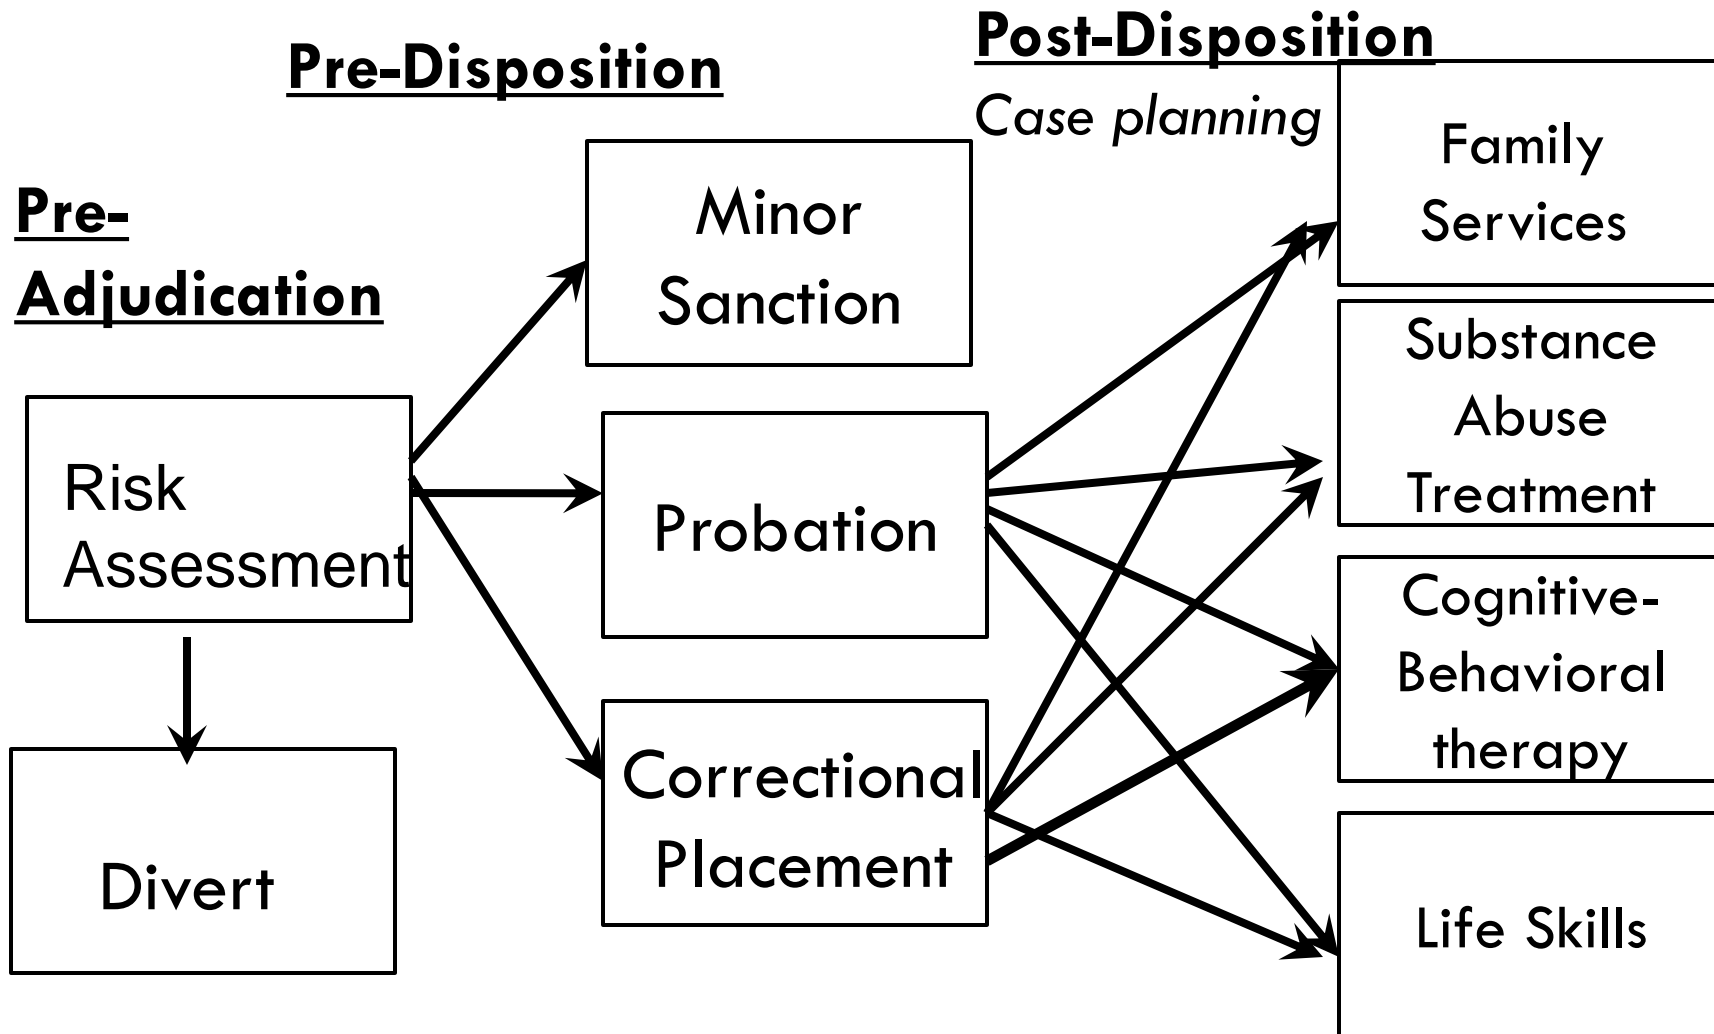 Pre-
Adjudication
Risk
Assessment
Divert
Pre-Disposition
Minor
Sanction
Probation
Correctional
Placement
Post-Disposition
Case planning
Family
Services
Substance
Abuse
Treatment
Cognitive-
Behavioral
therapy
Life Skills